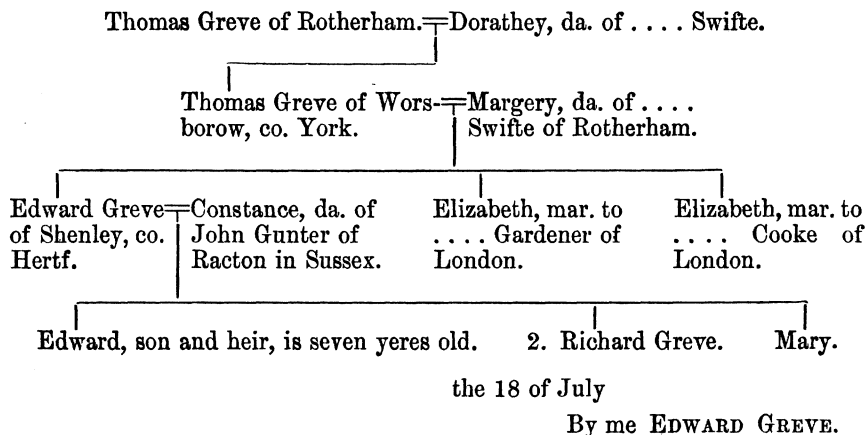 Thomas Greve of Rotherham.=Dorathey, da. of .... Swifte.
Thomas Greve of Wors-=Margery, da. of ....
borow, co. York. Swifte of Rotherham.
Edward Greve=Constance, da. of Elizabeth, mar. to Elizabeth, mar. to
of Shenley, co. John Gunter of .... Gardener of .... Cooke of
Hertf. Racton in Sussex. London. London.
Edward, son and heir, is seven yeres old. 2. Richard Greve. Mary.
the 18 of July
By me EDWARD GREVE.